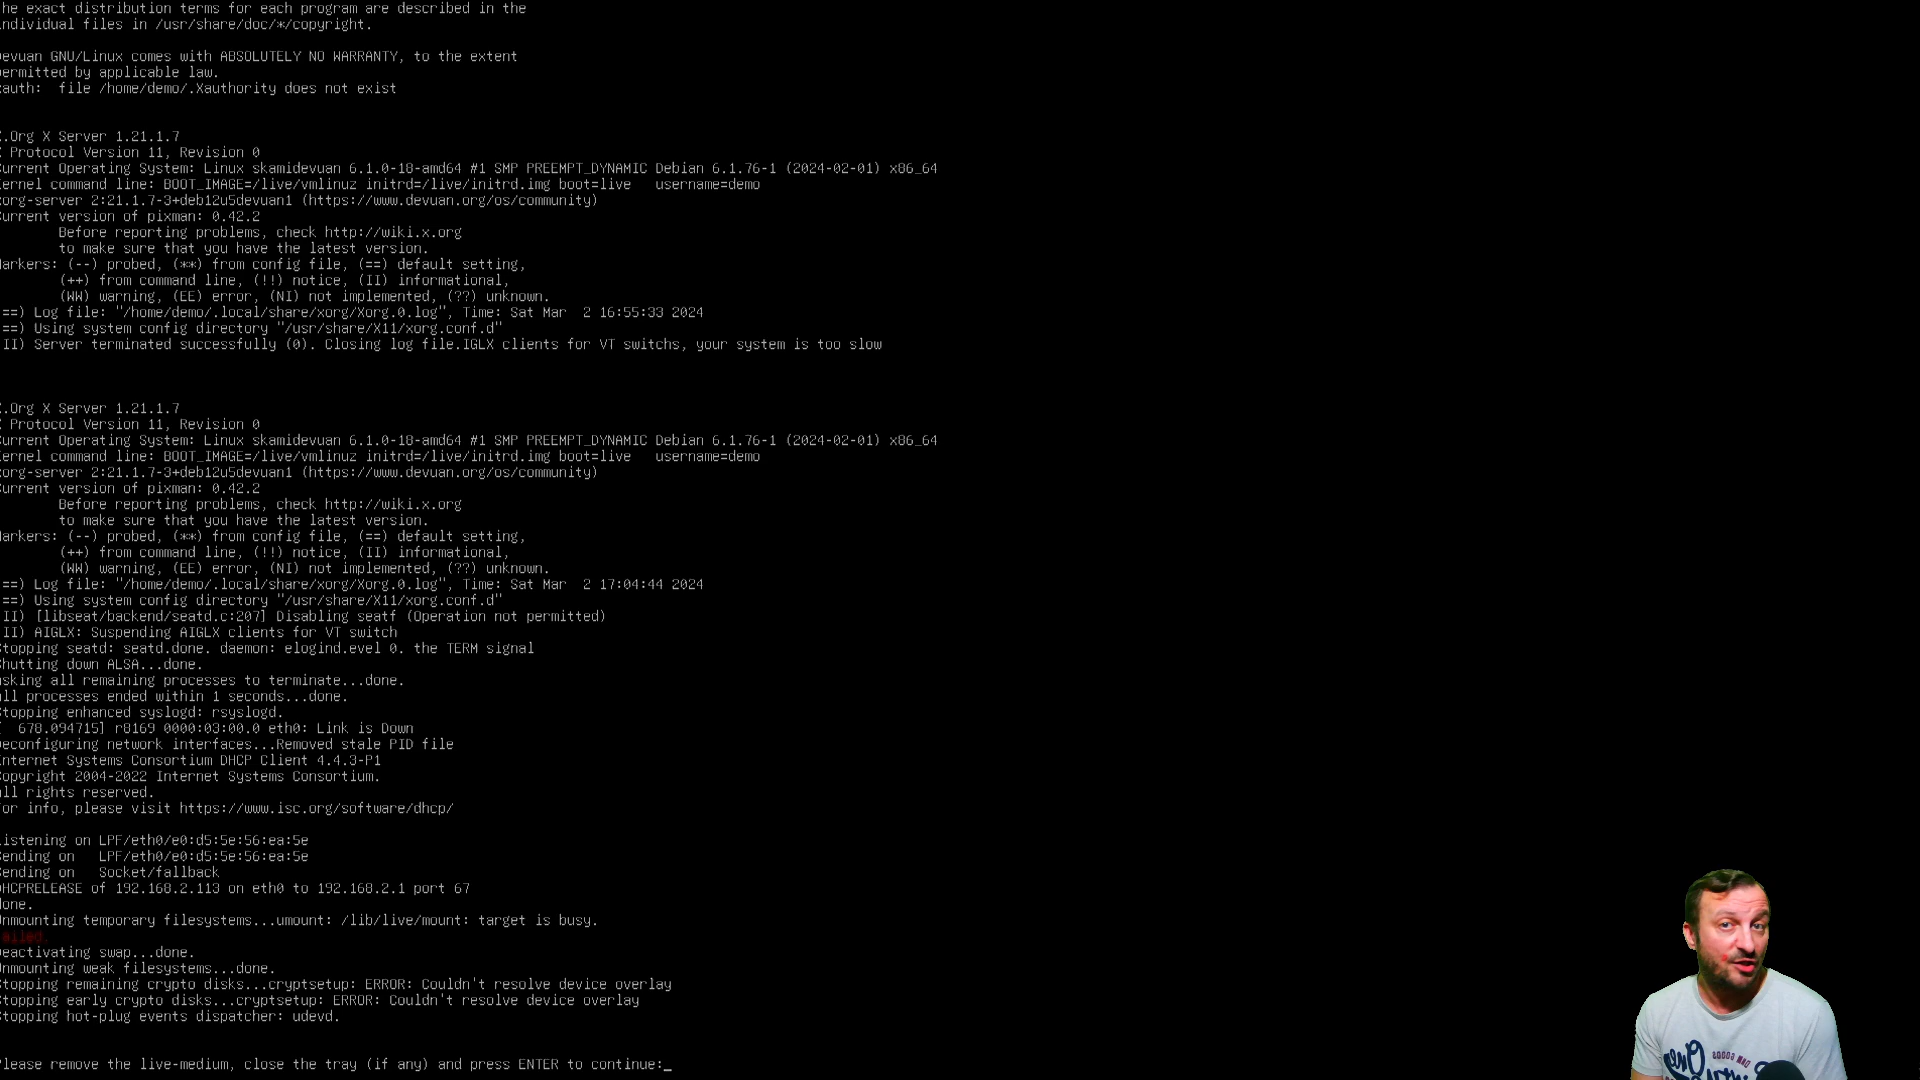 he exact distribution terms for each program are described in the
individual files in /usr/share/doc/*/copyright.
evuan GNU/Linux comes with ABSOLUTELY NO WARRANTY, to the extent
permitted by applicable law.
xauth:  file /home/demo/.Xauthority does not exist
.Org X Server 1.21.1.7
X Protocol Version 11, Revision 0
Current Operating System: Linux skamidevuan 6.1.0-18-amd64 #1 SMP PREEMPT_DYNAMIC Debian 6.1.76-1 (2024-02-01) x86_64
Kernel command line: BOOT_IMAGE=/live/vmlinuz initrd=/live/initrd.img boot=live   username=demo
xorg-server 2:21.1.7-3+deb12u5devuan1 (https://www.devuan.org/os/community)
Current version of pixman: 0.42.2
Before reporting problems, check http://wiki.x.org
to make sure that you have the latest version.
Markers: (--) probed, (**) from config file, (==) default setting,
(++) from command line, (!!) notice, (II) informational,
(WW) warning, (EE) error, (NI) not implemented, (??) unknown.
==) Log file: "/home/demo/.local/share/xorg/Xorg.0.log", Time: Sat Mar  2 16:55:33 2024
==) Using system config directory "/usr/share/X11/xorg.conf.d"
II) Server terminated successfully (0). Closing log file.IGLX clients for VT switchs, your system is too slow
.Org X Server 1.21.1.7
X Protocol Version 11, Revision 0
Current Operating System: Linux skamidevuan 6.1.0-18-amd64 #1 SMP PREEMPT_DYNAMIC Debian 6.1.76-1 (2024-02-01) x86_64
Kernel command line: BOOT_IMAGE=/live/vmlinuz initrd=/live/initrd.img boot=live   username=demo
xorg-server 2:21.1.7-3+deb12u5devuan1 (https://www.devuan.org/os/community)
Current version of pixman: 0.42.2
Before reporting problems, check http://wiki.x.org
to make sure that you have the latest version.
Markers: (--) probed, (**) from config file, (==) default setting,
(++) from command line, (!!) notice, (II) informational,
(WW) warning, (EE) error, (NI) not implemented, (??) unknown.
==) Log file: "/home/demo/.local/share/xorg/Xorg.0.log", Time: Sat Mar  2 17:04:44 2024
==) Using system config directory "/usr/share/X11/xorg.conf.d"
II) [libseat/backend/seatd.c:207] Disabling seatf (Operation not permitted)
II) AIGLX: Suspending AIGLX clients for VT switch
Stopping seatd: seatd.done. daemon: elogind.evel 0. the TERM signal
Shutting down ALSA...done.
Asking all remaining processes to terminate...done.
All processes ended within 1 seconds...done.
Stopping enhanced syslogd: rsyslogd.
[  678.094715] r8169 0000:03:00.0 eth0: Link is Down
Deconfiguring network interfaces...Removed stale PID file
Internet Systems Consortium DHCP Client 4.4.3-P1
Copyright 2004-2022 Internet Systems Consortium.
All rights reserved.
For info, please visit https://www.isc.org/software/dhcp/
Listening on LPF/eth0/e0:d5:5e:56:ea:5e
Sending on   LPF/eth0/e0:d5:5e:56:ea:5e
Sending on   Socket/fallback
DHCPRELEASE of 192.168.2.113 on eth0 to 192.168.2.1 port 67
done.
Unmounting temporary filesystems...umount: /lib/live/mount: target is busy.
failed.
Deactivating swap...done.
Unmounting weak filesystems...done.
Stopping remaining crypto disks...cryptsetup: ERROR: Couldn't resolve device overlay
Stopping early crypto disks...cryptsetup: ERROR: Couldn't resolve device overlay
Stopping hot-plug events dispatcher: udevd.
Please remove the live-medium, close the tray (if any) and press ENTER to continue:_